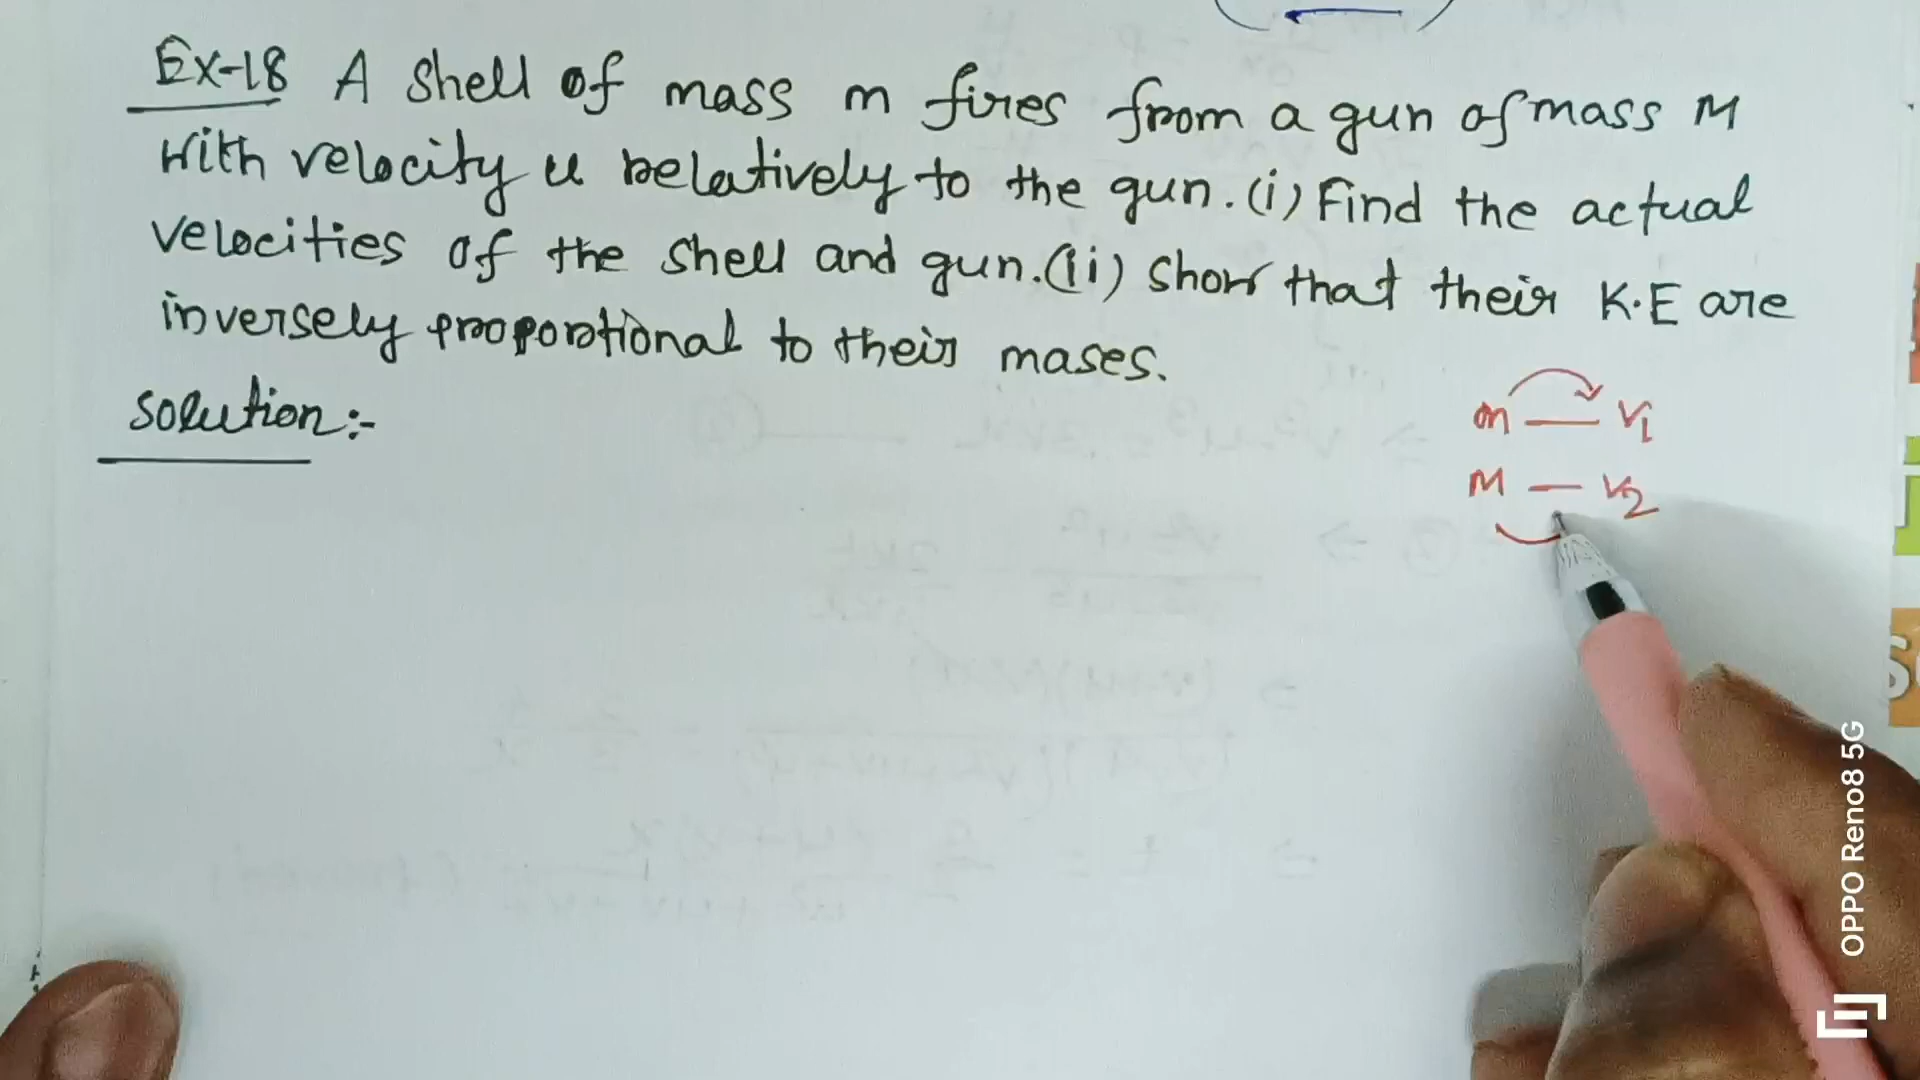 Ex-18 A shell of mass m fires from a gun of mass M
with velocity u relatively to the gun. (i) Find the actual
velocities of the shell and gun. (ii) Show that their K.E are
inversely proportional to their mases.
solution:-
m — V1
M — V2
OPPO Reno8 5G